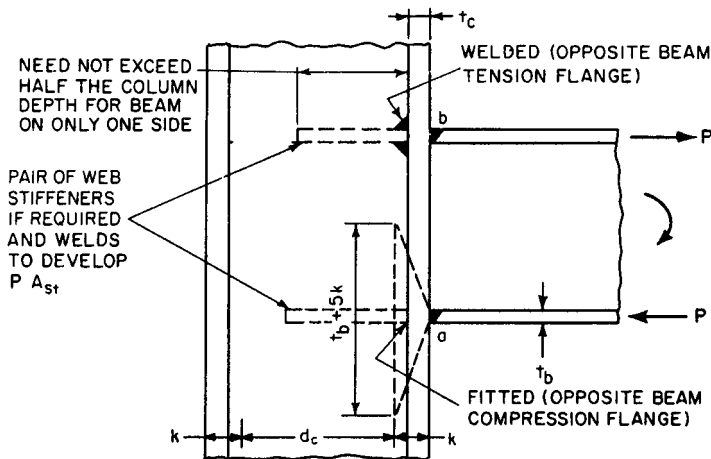 t_c
NEED NOT EXCEED
HALF THE COLUMN
DEPTH FOR BEAM
ON ONLY ONE SIDE
WELDED (OPPOSITE BEAM
TENSION FLANGE)
b
P
PAIR OF WEB
STIFFENERS
IF REQUIRED
AND WELDS
TO DEVELOP
P A_St
t_b + 5k
P
a
t_b
FITTED (OPPOSITE BEAM
COMPRESSION FLANGE)
k
d_c
k